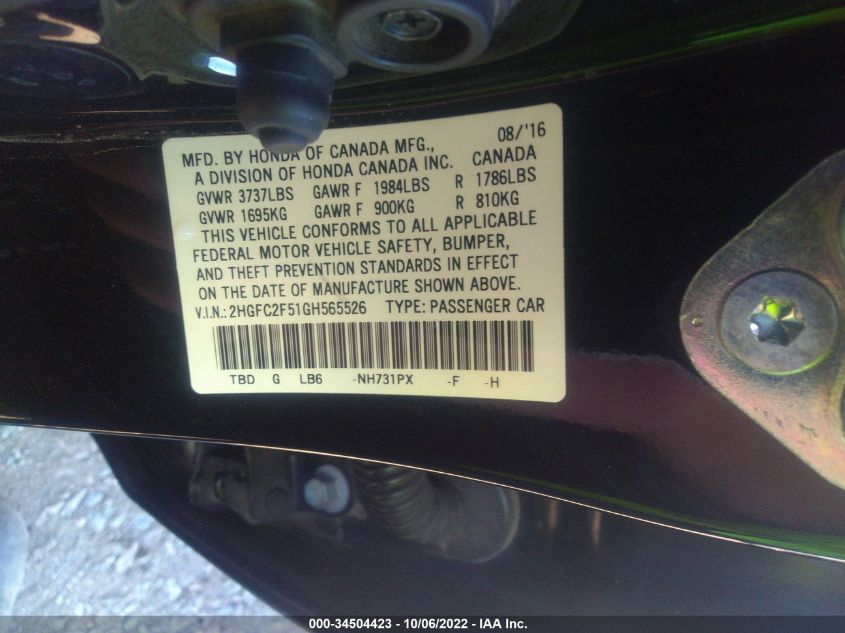 08/'16
MFD. BY HONDA OF CANADA MFG.,
A DIVISION OF HONDA CANADA INC. CANADA
GVWR 3737LBS GAWR F 1984LBS R 1786LBS
GVWR 1695KG GAWR F 900KG R 810KG
THIS VEHICLE CONFORMS TO ALL APPLICABLE
FEDERAL MOTOR VEHICLE SAFETY, BUMPER,
AND THEFT PREVENTION STANDARDS IN EFFECT
ON THE DATE OF MANUFACTURE SHOWN ABOVE.
V.I.N.: 2HGFC2F51GH565526 TYPE: PASSENGER CAR
TBD G LB6 -NH731PX -F -H
000-34504423 - 10/06/2022 - IAA Inc.